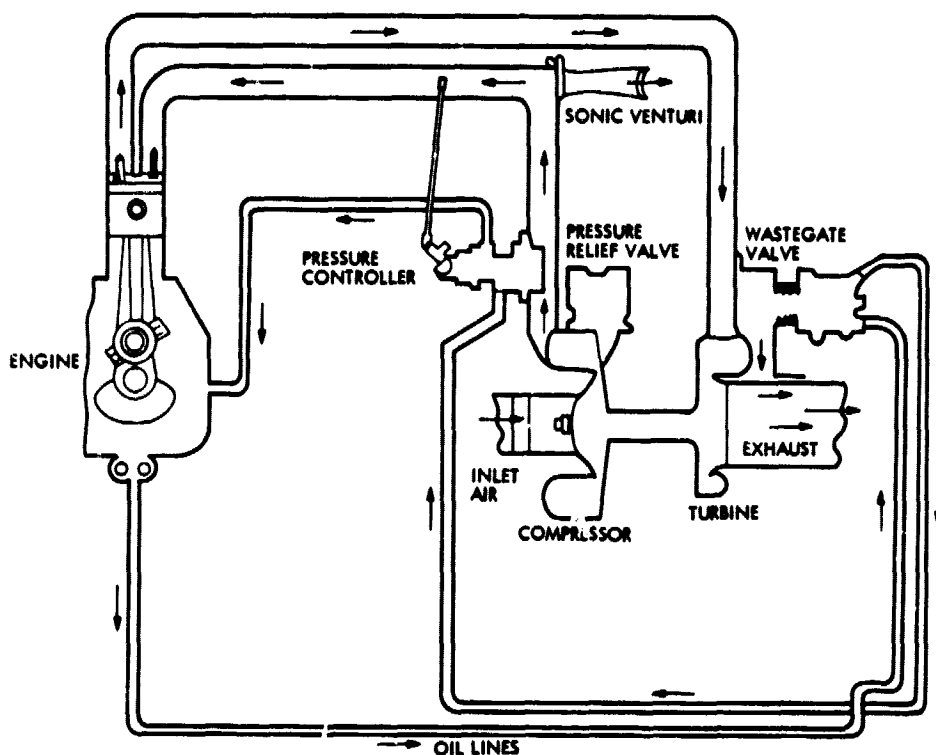 SONIC VENTURI
PRESSURE
RELIEF VALVE
WASTEGATE
VALVE
PRESSURE
CONTROLLER
ENGINE
INLET
AIR
EXHAUST
TURBINE
COMPRESSOR
OIL LINES